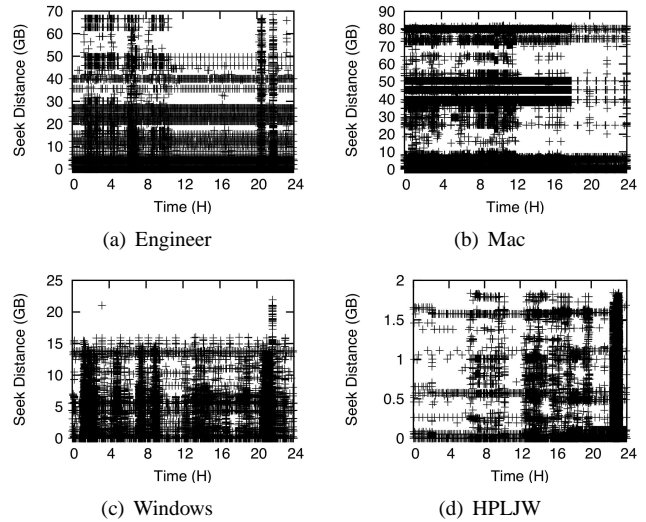 70
60
50
40
30
20
10
0
Seek Distance (GB)
0 4 8 12 16 20 24
Time (H)
(a) Engineer
90
80
70
60
50
40
30
20
10
0
Seek Distance (GB)
0 4 8 12 16 20 24
Time (H)
(b) Mac
25
20
15
10
5
0
Seek Distance (GB)
0 4 8 12 16 20 24
Time (H)
(c) Windows
2
1.5
1
0.5
0
Seek Distance (GB)
0 4 8 12 16 20 24
Time (H)
(d) HPLJW